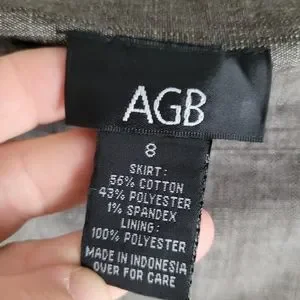 AGB
8
SKIRT:
56% COTTON
43% POLYESTER
1% SPANDEX
LINING:
100% POLYESTER
MADE IN INDONESIA
OVER FOR CARE